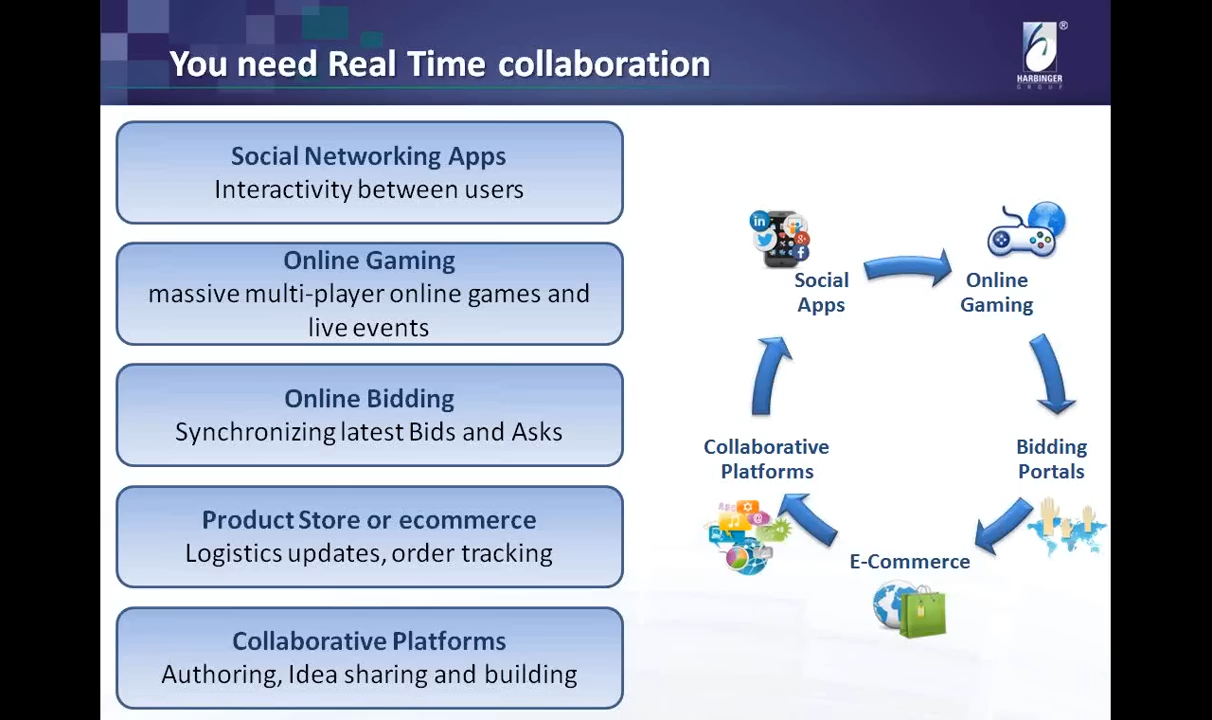 You need Real Time collaboration
®
HARBINGER
GROUP
Social Networking Apps
Interactivity between users
Online Gaming
massive multi-player online games and
live events
Online Bidding
Synchronizing latest Bids and Asks
Product Store or ecommerce
Logistics updates, order tracking
Collaborative Platforms
Authoring, Idea sharing and building
in
f
Social
Apps
Online
Gaming
Bidding
Portals
E-Commerce
Collaborative
Platforms